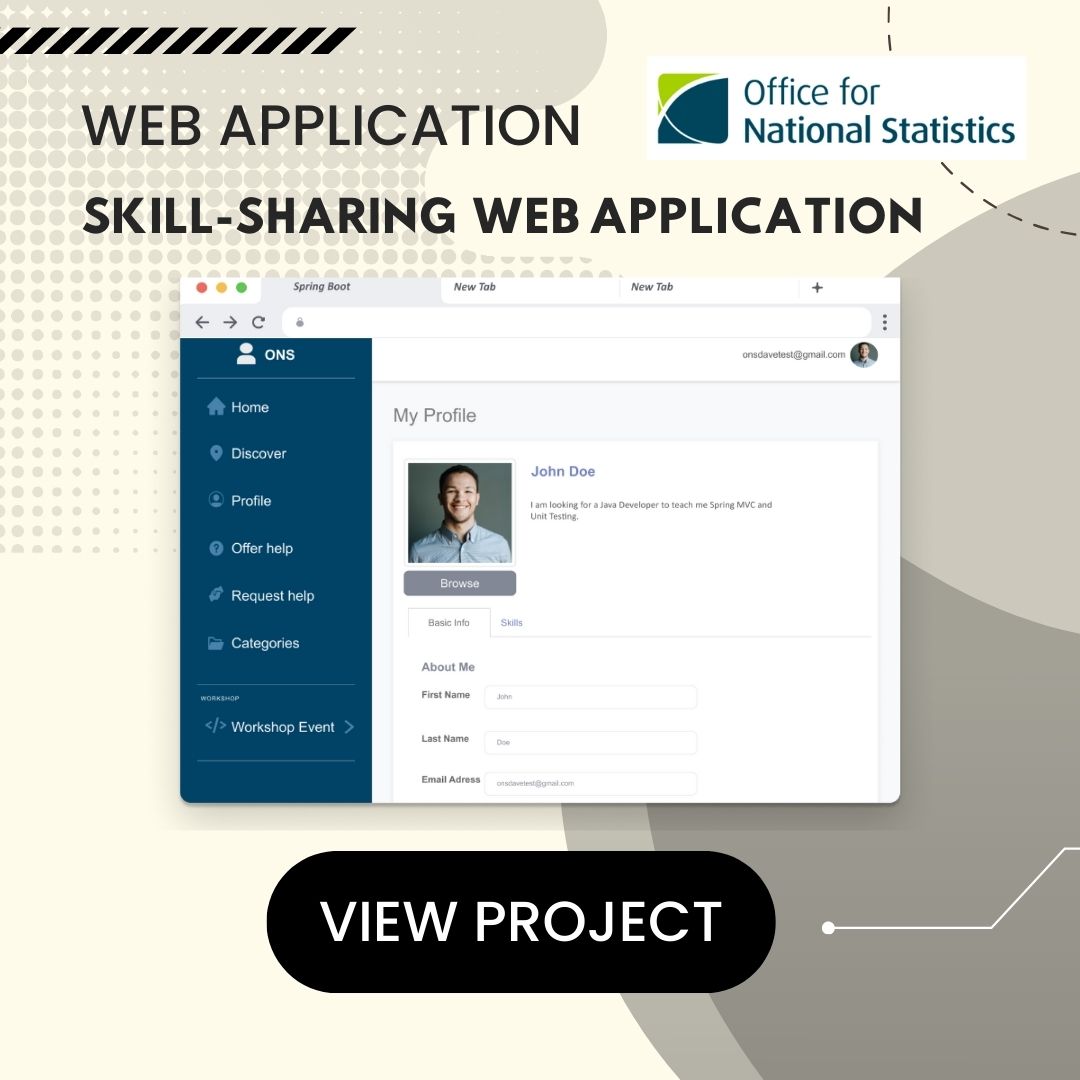 WEB APPLICATION
Office for
National Statistics
SKILL-SHARING WEB APPLICATION
Spring Boot
New Tab
New Tab
ONS
onsdavetest@gmail.com
Home
Discover
Profile
Offer help
Request help
Categories
WORKSHOP
Workshop Event
My Profile
John Doe
I am looking for a Java Developer to teach me Spring MVC and
Unit Testing.
Browse
Basic Info
Skills
About Me
First Name
John
Last Name
Doe
Email Adress
onsdavetest@gmail.com
VIEW PROJECT